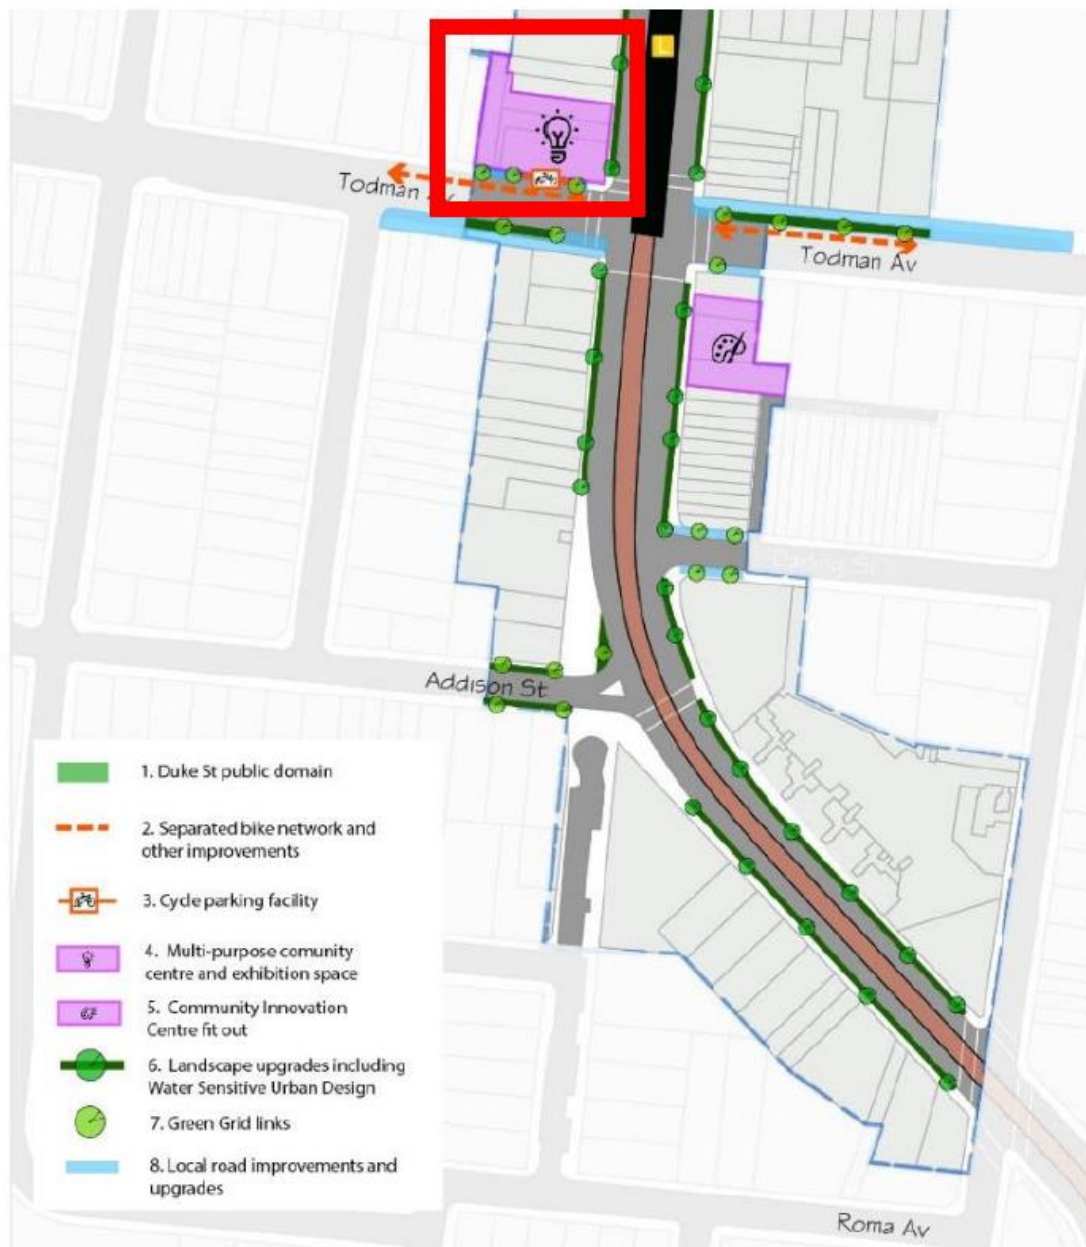 L
Todman Av
Todman Av
Addison St
1. Duke St public domain
2. Separated bike network and
other improvements
3. Cycle parking facility
4. Multi-purpose comunity
centre and exhibition space
5. Community Innovation
Centre fit out
6. Landscape upgrades including
Water Sensitive Urban Design
7. Green Grid links
8. Local road improvements and
upgrades
Roma Av